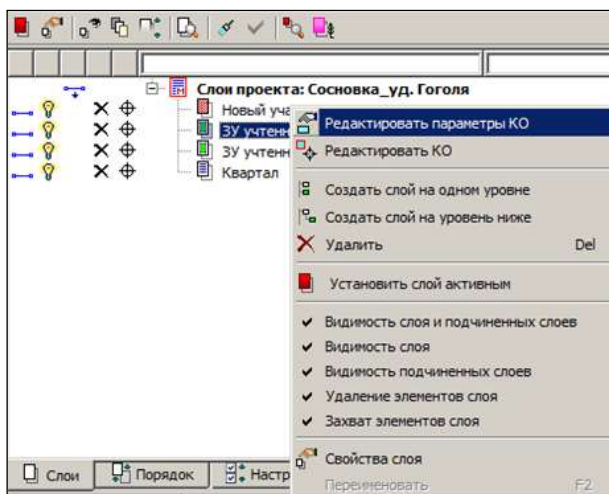 Слои проекта: Сосновка_уд. Гоголя
Новый уча
ЗУ учтенн
ЗУ учтенн
Квартал
Редактировать параметры КО
Редактировать КО
Создать слой на одном уровне
Создать слой на уровень ниже
Удалить Del
Установить слой активным
Видимость слоя и подчиненных слоев
Видимость слоя
Видимость подчиненных слоев
Удаление элементов слоя
Захват элементов слоя
Свойства слоя
Переименовать F2
Слои Порядок Настр